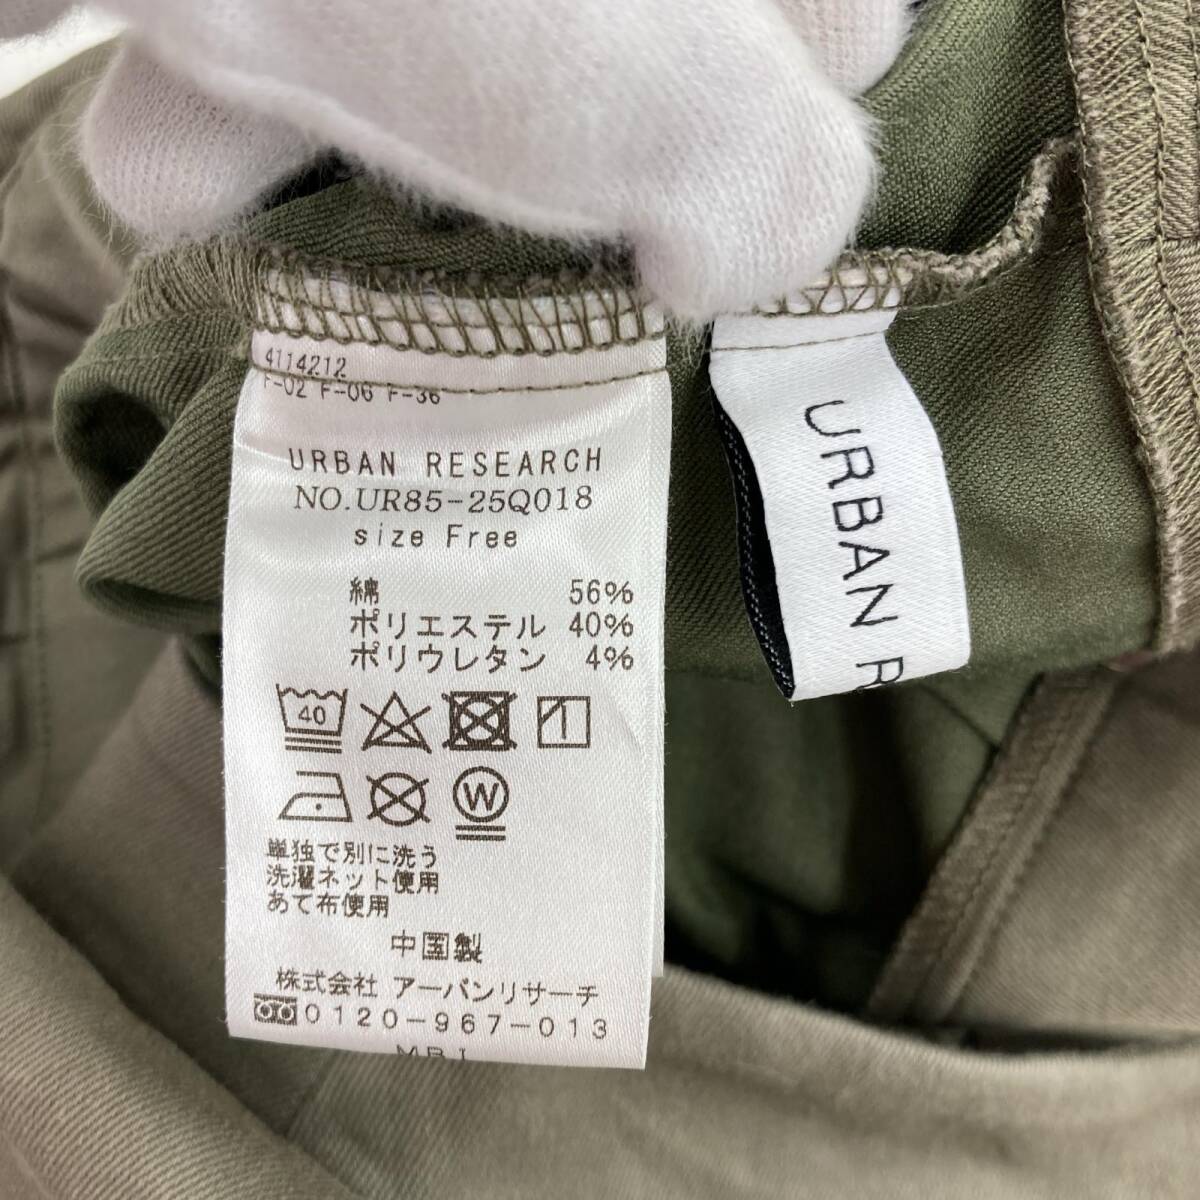 4114212
F-02 F-06 F-36
URBAN RESEARCH
NO.UR85-25Q018
size Free
綿 56%
ポリエステル 40%
ポリウレタン 4%
40
W
単独で別に洗う
洗濯ネット使用
あて布使用
中国製
株式会社 アーバンリサーチ
0120-967-013
MBI
URBAN R